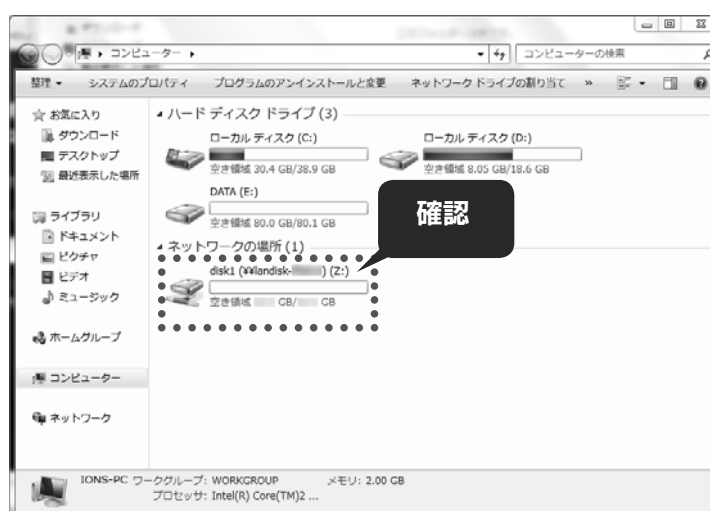 コンピューター
コンピューターの検索
整理 システムのプロパティ プログラムのアンインストールと変更 ネットワーク ドライブの割り当て »
お気に入り
ダウンロード
デスクトップ
最近表示した場所
ライブラリ
ドキュメント
ピクチャ
ビデオ
ミュージック
ホームグループ
コンピューター
ネットワーク
ハード ディスク ドライブ (3)
ローカル ディスク (C:)
空き領域 30.4 GB/38.9 GB
ローカル ディスク (D:)
空き領域 8.05 GB/18.6 GB
DATA (E:)
空き領域 80.0 GB/80.1 GB
確認
ネットワークの場所 (1)
disk1 (¥¥landisk- ) (Z:)
空き領域 GB/ GB
IONS-PC ワークグループ: WORKGROUP メモリ: 2.00 GB
プロセッサ: Intel(R) Core(TM)2 ...